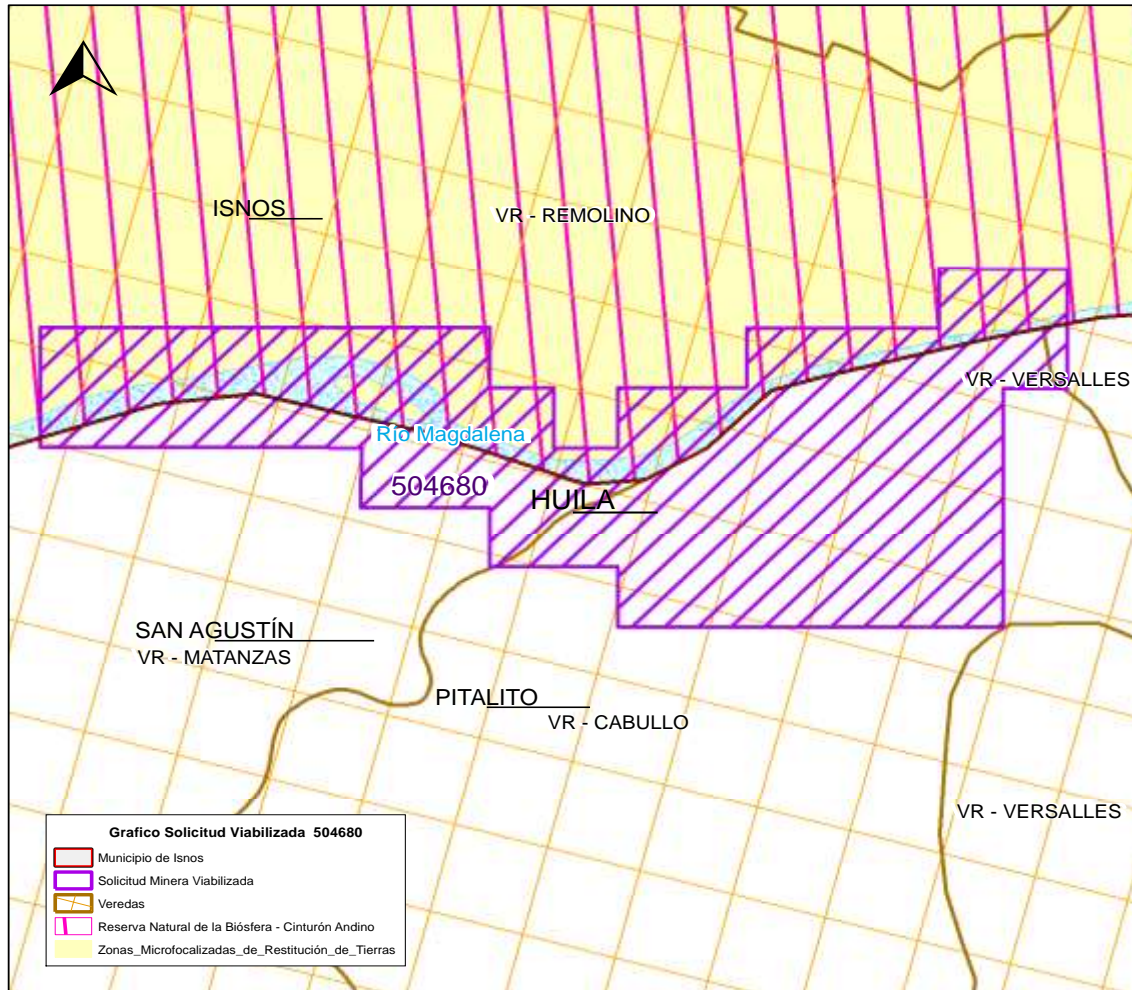 ISNOS
VR - REMOLINO
VR - VERSALLES
Río Magdalena
504680
HUILA
SAN AGUSTÍN
VR - MATANZAS
PITALITO
VR - CABULLO
VR - VERSALLES
Grafico Solicitud Viabilizada 504680
Municipio de Isnos
Solicitud Minera Viabilizada
Veredas
Reserva Natural de la Biósfera - Cinturón Andino
Zonas_Microfocalizadas_de_Restitución_de_Tierras